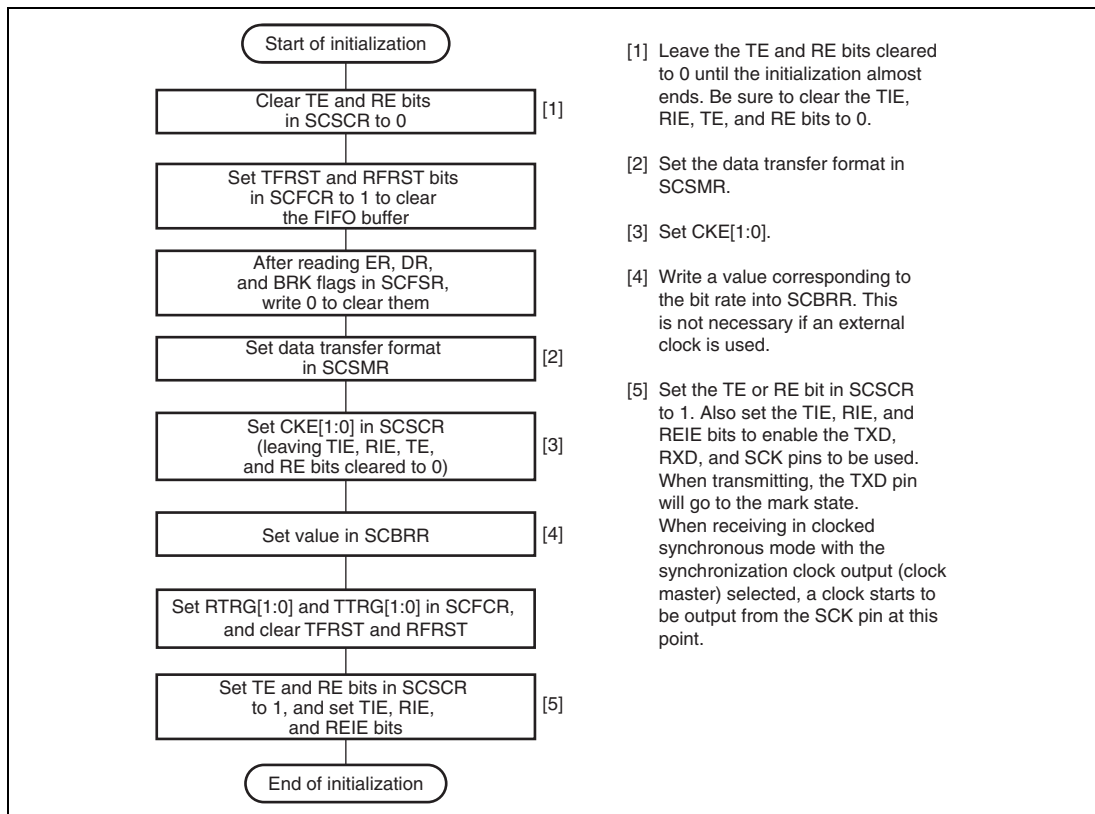 Start of initialization
Clear TE and RE bits
in SCSCR to 0
[1]
Set TFRST and RFRST bits
in SCFCR to 1 to clear
the FIFO buffer
After reading ER, DR,
and BRK flags in SCFSR,
write 0 to clear them
Set data transfer format
in SCSMR
[2]
Set CKE[1:0] in SCSCR
(leaving TIE, RIE, TE,
and RE bits cleared to 0)
[3]
Set value in SCBRR
[4]
Set RTRG[1:0] and TTRG[1:0] in SCFCR,
and clear TFRST and RFRST
Set TE and RE bits in SCSCR
to 1, and set TIE, RIE,
and REIE bits
[5]
End of initialization
[1] Leave the TE and RE bits cleared
to 0 until the initialization almost
ends. Be sure to clear the TIE,
RIE, TE, and RE bits to 0.
[2] Set the data transfer format in
SCSMR.
[3] Set CKE[1:0].
[4] Write a value corresponding to
the bit rate into SCBRR. This
is not necessary if an external
clock is used.
[5] Set the TE or RE bit in SCSCR
to 1. Also set the TIE, RIE, and
REIE bits to enable the TXD,
RXD, and SCK pins to be used.
When transmitting, the TXD pin
will go to the mark state.
When receiving in clocked
synchronous mode with the
synchronization clock output (clock
master) selected, a clock starts to
be output from the SCK pin at this
point.